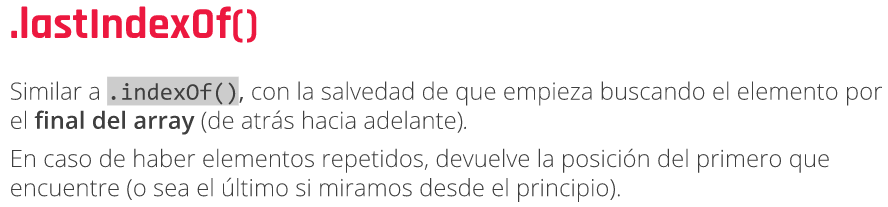 .lastIndexOf()
Similar a .indexOf(), con la salvedad de que empieza buscando el elemento por
el final del array (de atrás hacia adelante).
En caso de haber elementos repetidos, devuelve la posición del primero que
encuentre (o sea el último si miramos desde el principio).